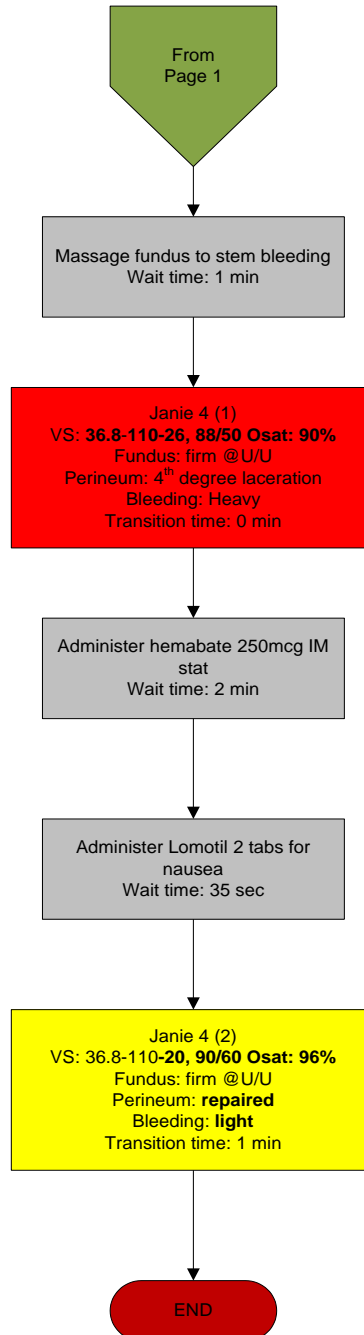 From
Page 1
Massage fundus to stem bleeding
Wait time: 1 min
Janie 4 (1)
VS: 36.8-110-26, 88/50 Osat: 90%
Fundus: firm @U/U
Perineum: 4th degree laceration
Bleeding: Heavy
Transition time: 0 min
Administer hemabate 250mcg IM
stat
Wait time: 2 min
Administer Lomotil 2 tabs for
nausea
Wait time: 35 sec
Janie 4 (2)
VS: 36.8-110-20, 90/60 Osat: 96%
Fundus: firm @U/U
Perineum: repaired
Bleeding: light
Transition time: 1 min
END